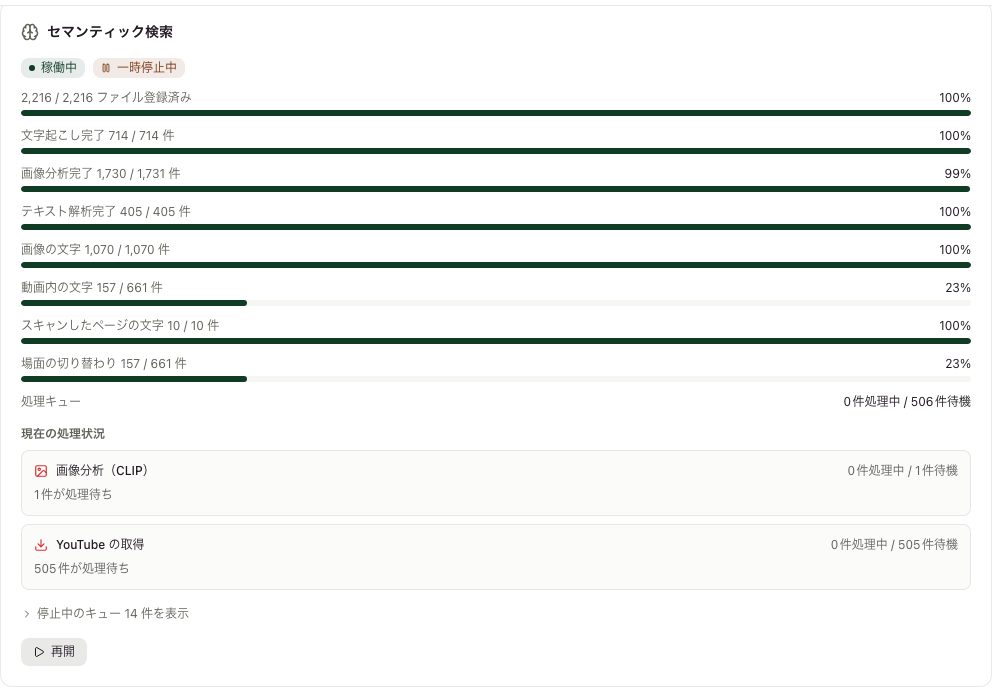 セマンティック検索
稼働中 一時停止中
2,216 / 2,216 ファイル登録済み 100%
文字起こし完了 714 / 714 件 100%
画像分析完了 1,730 / 1,731 件 99%
テキスト解析完了 405 / 405 件 100%
画像の文字 1,070 / 1,070 件 100%
動画内の文字 157 / 661 件 23%
スキャンしたページの文字 10 / 10 件 100%
場面の切り替わり 157 / 661 件 23%
処理キュー 0件処理中 / 506件待機
現在の処理状況
画像分析（CLIP） 0件処理中 / 1件待機
1件が処理待ち
YouTube の取得 0件処理中 / 505件待機
505件が処理待ち
停止中のキュー 14 件を表示
再開